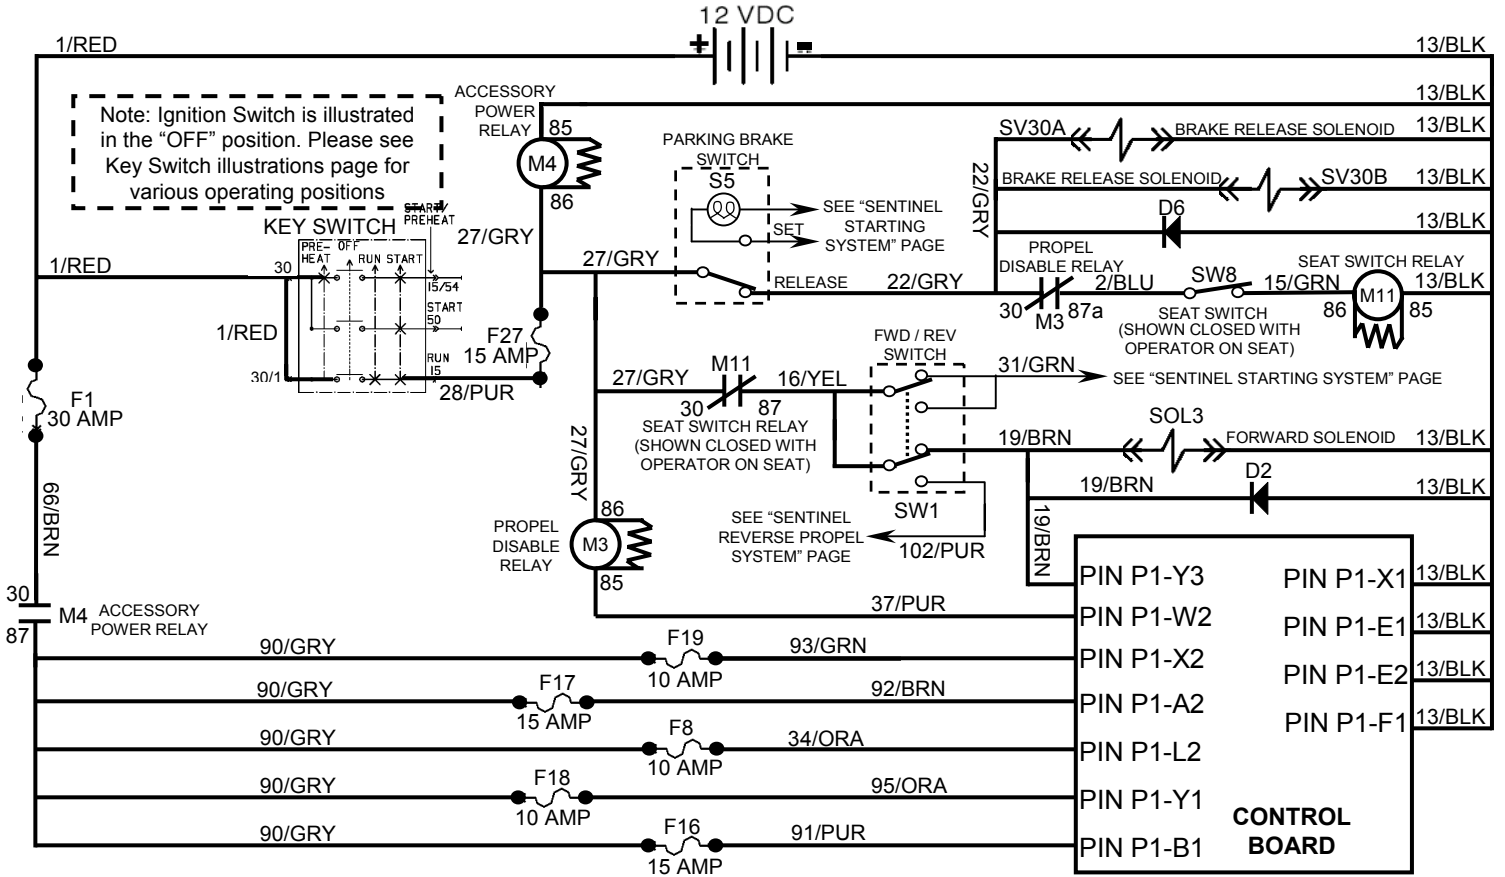 12 VDC
1/RED
+
-
13/BLK
Note: Ignition Switch is illustrated
in the “OFF” position. Please see
Key Switch illustrations page for
various operating positions
ACCESSORY
POWER
RELAY
85
M4
86
13/BLK
PARKING BRAKE
SWITCH
S5
SEE “SENTINEL
STARTING
SYSTEM” PAGE
SET
RELEASE
SV30A
BRAKE RELEASE SOLENOID
13/BLK
22/GRY
BRAKE RELEASE SOLENOID
SV30B
13/BLK
D6
13/BLK
KEY SWITCH
START/
PREHEAT
PRE-
HEAT
OFF
RUN
START
30
15/54
START
50
RUN
15
30/1
1/RED
1/RED
27/GRY
27/GRY
22/GRY
PROPEL
DISABLE RELAY
30
M3
87a
2/BLU
SW8
SEAT SWITCH
(SHOWN CLOSED WITH
OPERATOR ON SEAT)
15/GRN
SEAT SWITCH RELAY
M11
86
85
13/BLK
F27
15 AMP
28/PUR
F1
30 AMP
27/GRY
M11
30
87
SEAT SWITCH RELAY
(SHOWN CLOSED WITH
OPERATOR ON SEAT)
16/YEL
FWD / REV
SWITCH
SW1
31/GRN
SEE “SENTINEL STARTING SYSTEM” PAGE
19/BRN
SOL3
FORWARD SOLENOID
13/BLK
19/BRN
D2
13/BLK
SEE “SENTINEL
REVERSE PROPEL
SYSTEM” PAGE
102/PUR
19/BRN
27/GRY
66/BRN
PROPEL
DISABLE
RELAY
86
M3
85
37/PUR
30
M4
87
ACCESSORY
POWER RELAY
90/GRY
F19
10 AMP
93/GRN
90/GRY
F17
15 AMP
92/BRN
90/GRY
F8
10 AMP
34/ORA
90/GRY
F18
10 AMP
95/ORA
90/GRY
F16
15 AMP
91/PUR
PIN P1-Y3
PIN P1-W2
PIN P1-X2
PIN P1-A2
PIN P1-L2
PIN P1-Y1
PIN P1-B1
PIN P1-X1
13/BLK
PIN P1-E1
13/BLK
PIN P1-E2
13/BLK
PIN P1-F1
13/BLK
CONTROL
BOARD